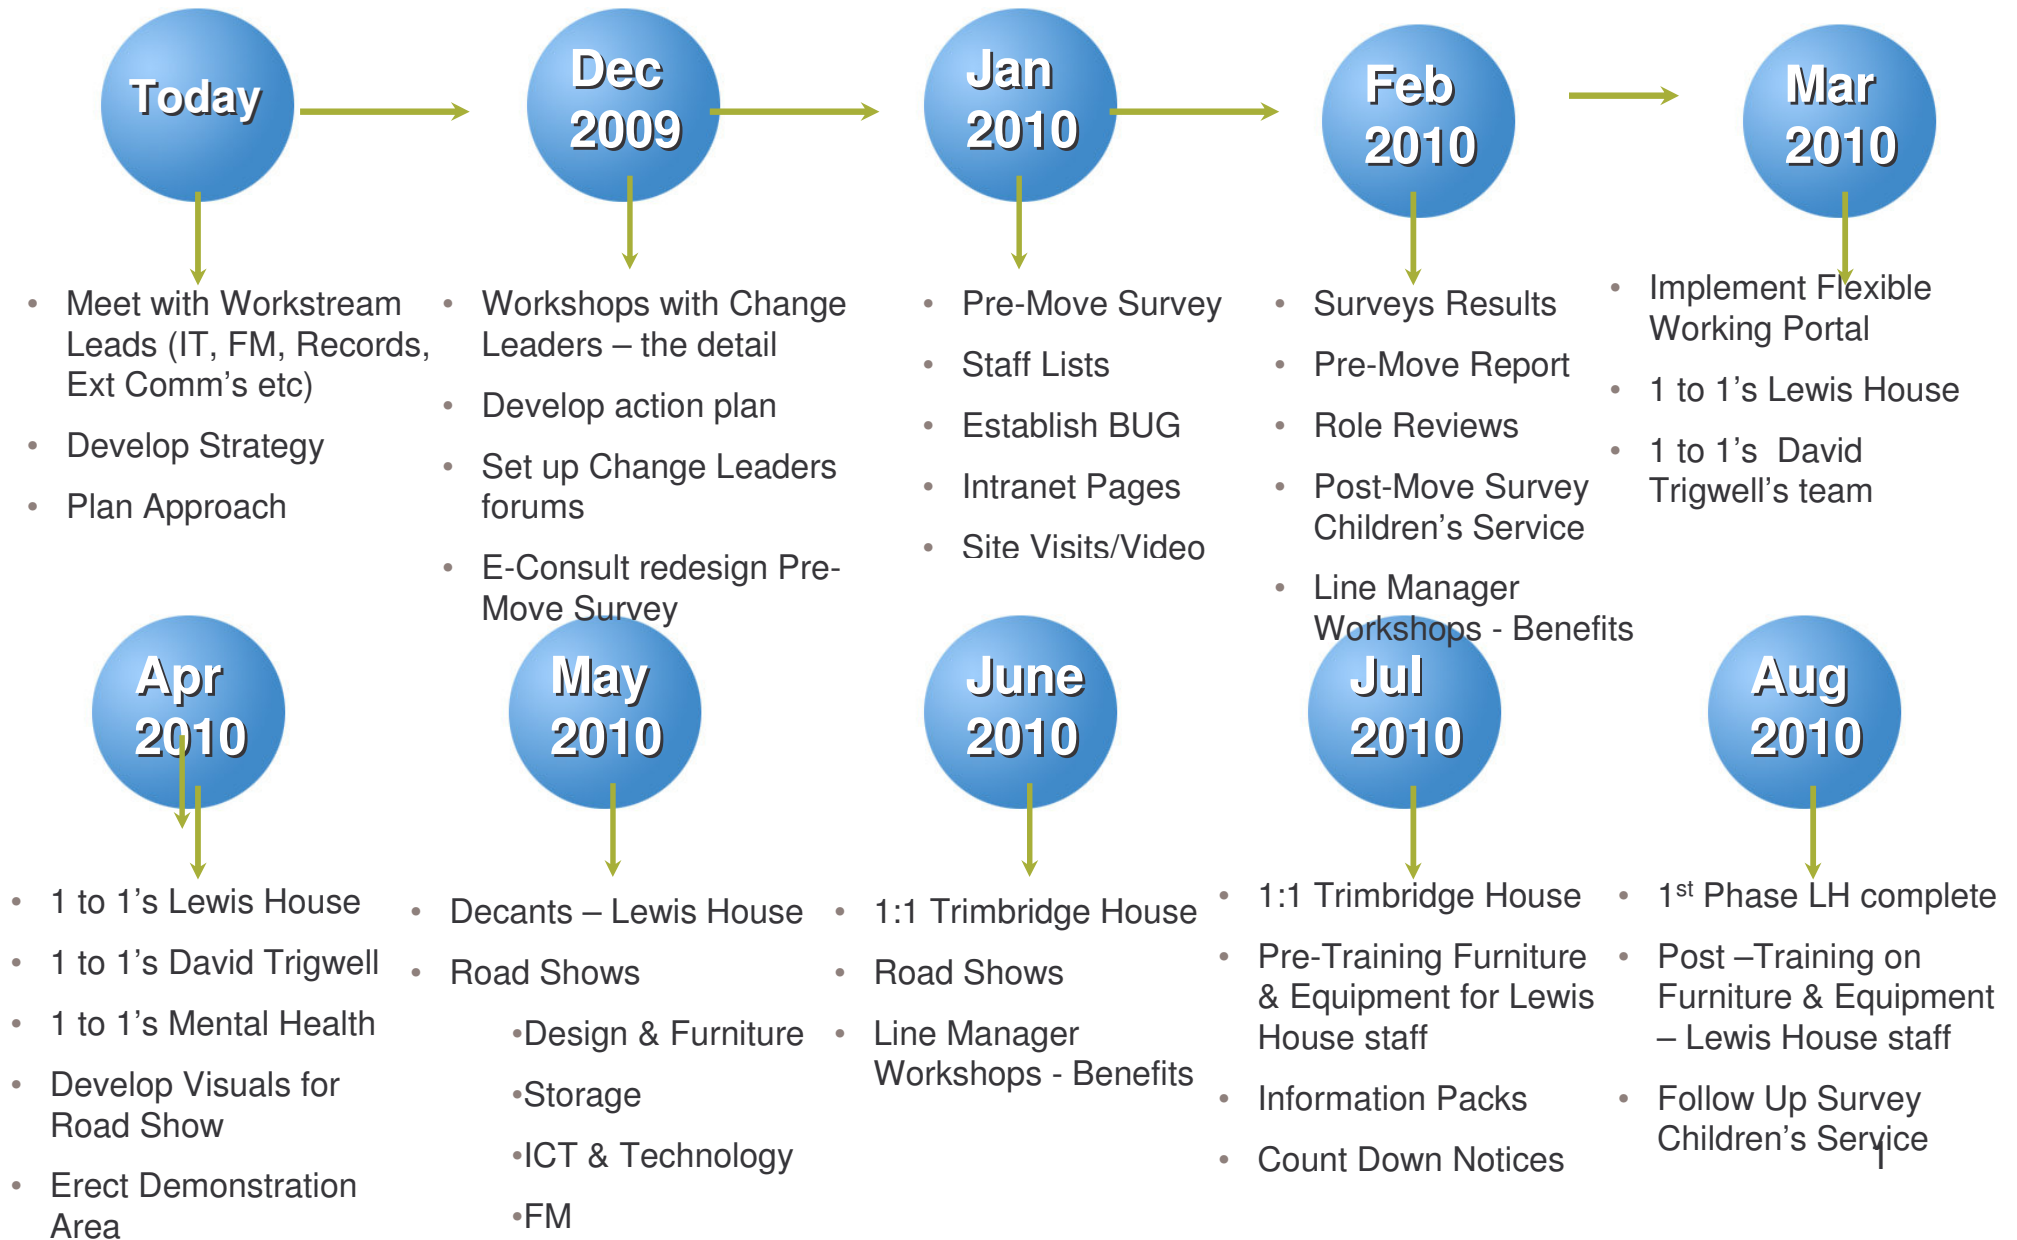 Today
Dec
2009
Jan
2010
Feb
2010
Mar
2010
• Meet with Workstream
Leads (IT, FM, Records,
Ext Comm’s etc)
• Develop Strategy
• Plan Approach
• Workshops with Change
Leaders – the detail
• Develop action plan
• Set up Change Leaders
forums
• E-Consult redesign Pre-
Move Survey
• Pre-Move Survey
• Staff Lists
• Establish BUG
• Intranet Pages
• Site Visits/Video
• Surveys Results
• Pre-Move Report
• Role Reviews
• Post-Move Survey
Children’s Service
• Line Manager
Workshops - Benefits
• Implement Flexible
Working Portal
• 1 to 1’s Lewis House
• 1 to 1’s  David
Trigwell’s team
Apr
2010
May
2010
June
2010
Jul
2010
Aug
2010
• 1 to 1’s Lewis House
• 1 to 1’s David Trigwell
• 1 to 1’s Mental Health
• Develop Visuals for
Road Show
• Erect Demonstration
Area
• Decants – Lewis House
• Road Shows
•Design & Furniture
•Storage
•ICT & Technology
•FM
• 1:1 Trimbridge House
• Road Shows
• Line Manager
Workshops - Benefits
• 1:1 Trimbridge House
• Pre-Training Furniture
& Equipment for Lewis
House staff
• Information Packs
• Count Down Notices
• 1st Phase LH complete
• Post –Training on
Furniture & Equipment
– Lewis House staff
• Follow Up Survey
Children’s Service
1